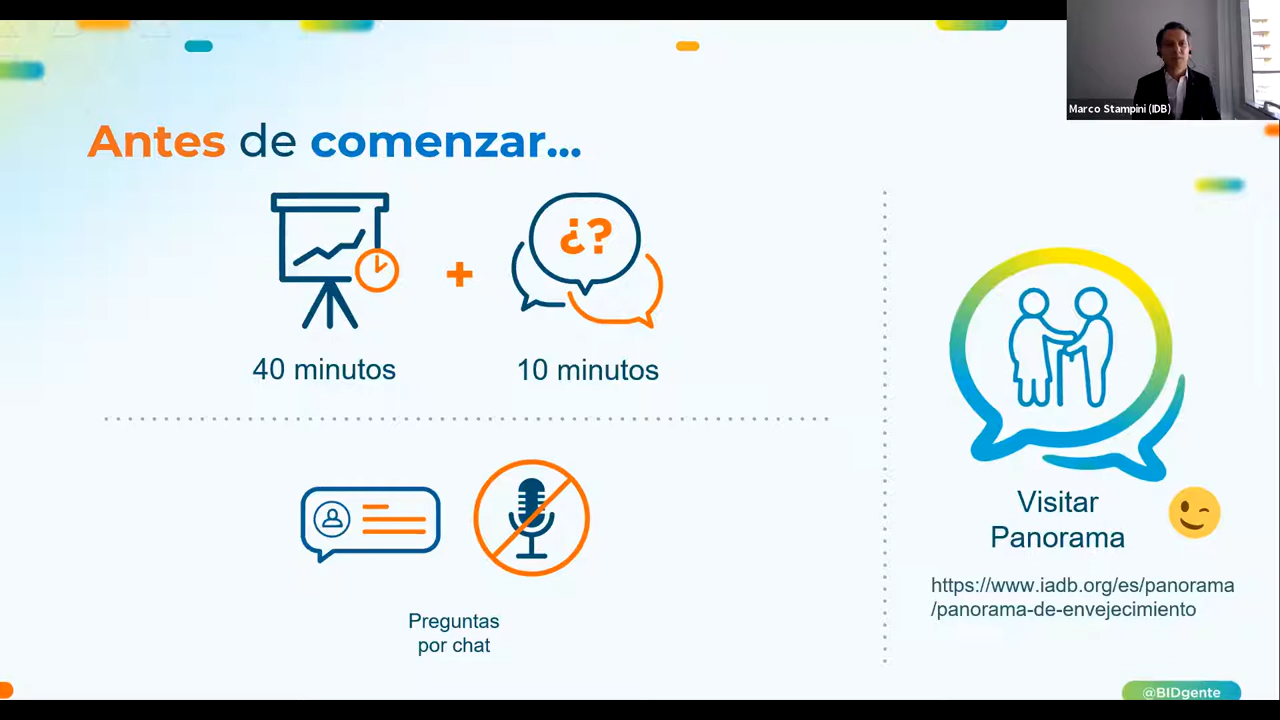 Marco Stampini (IDB)
Antes de comenzar...
¿?
+
40 minutos
10 minutos
Preguntas
por chat
Visitar
Panorama
https://www.iadb.org/es/panorama
/panorama-de-envejecimiento
@BIDgente